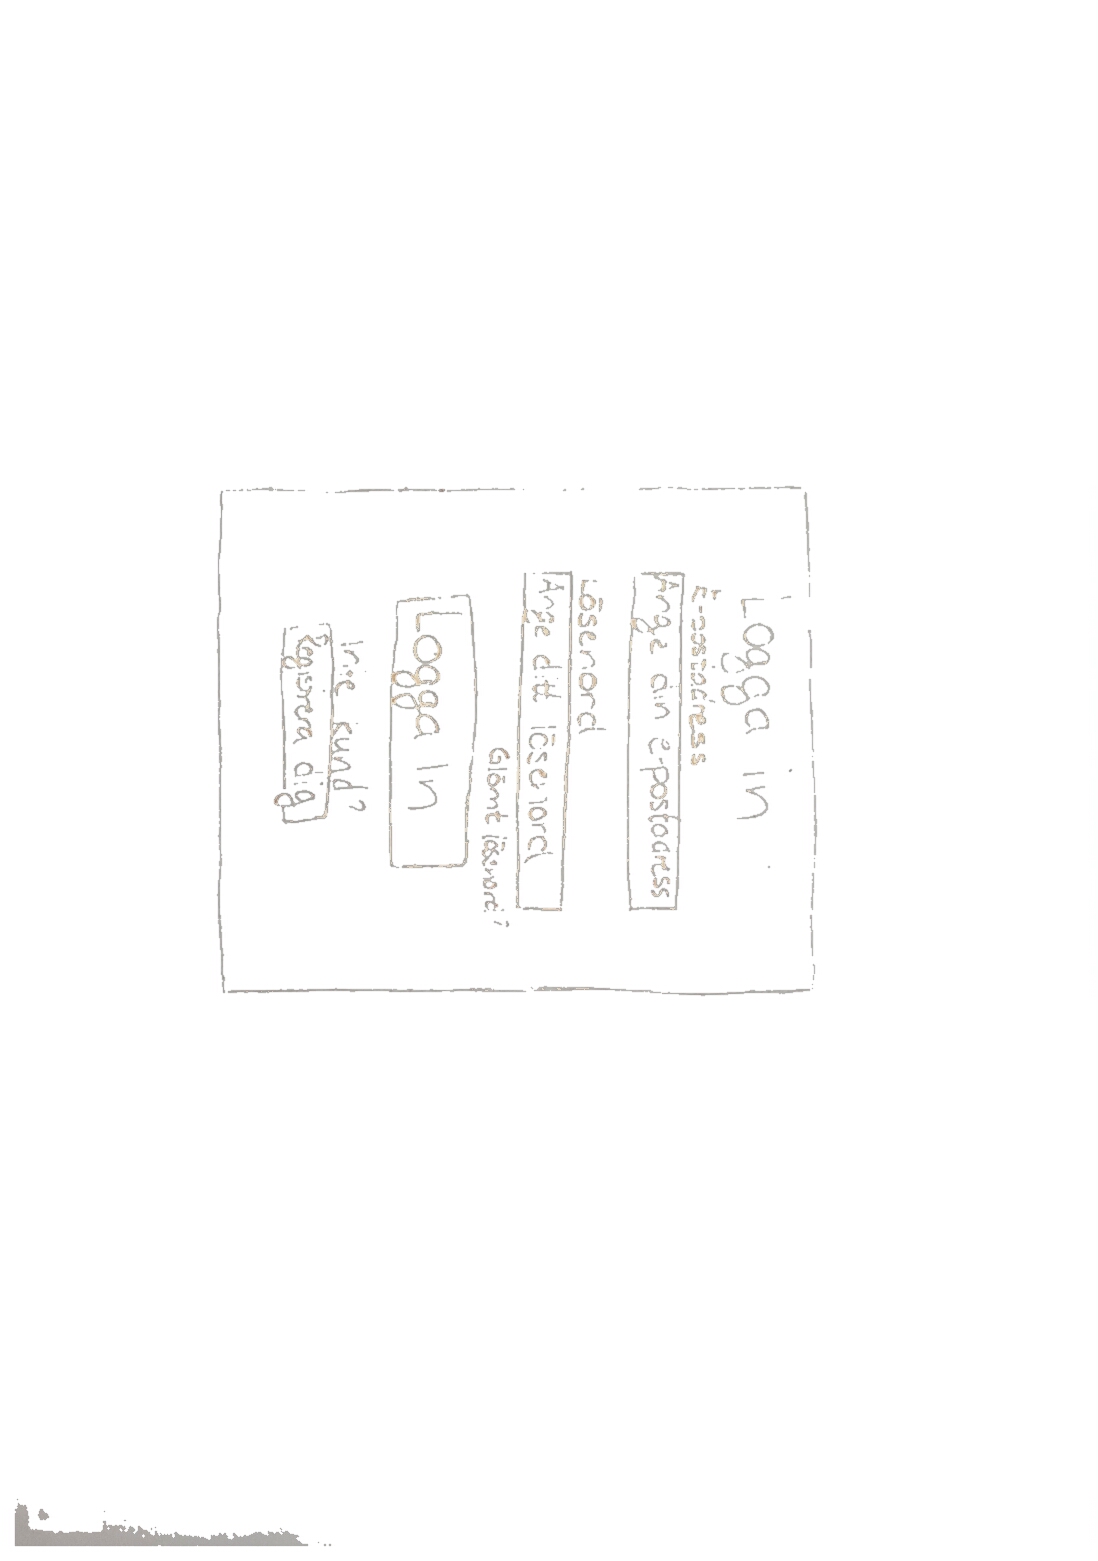 Logga in
E-postadress
Ange din e-postadress
Lösenord
Ange ditt lösenord
Glömt lösenord?
Logga In
Inte kund?
Registrera dig